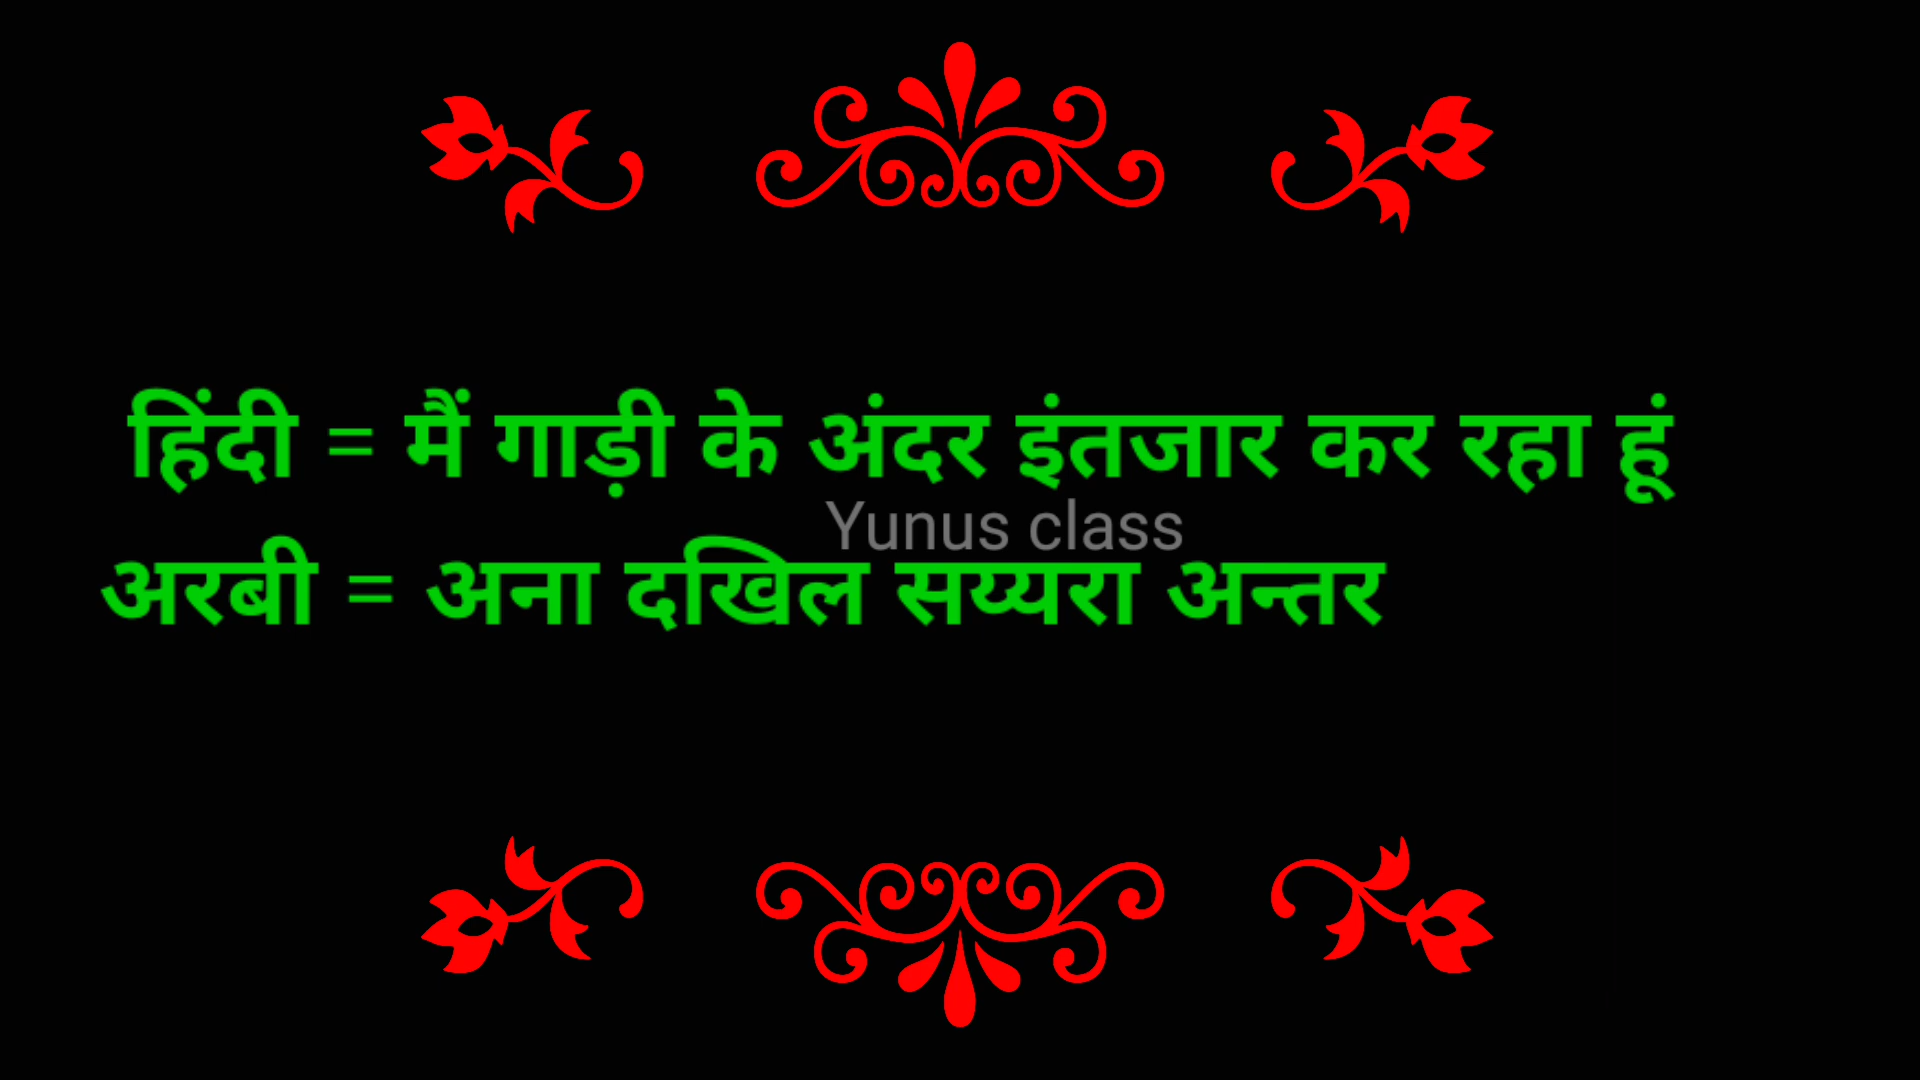 हिंदी = मैं गाड़ी के अंदर इंतजार कर रहा हूं
Yunus class
अरबी = अना दखिल सय्यरा अन्तर